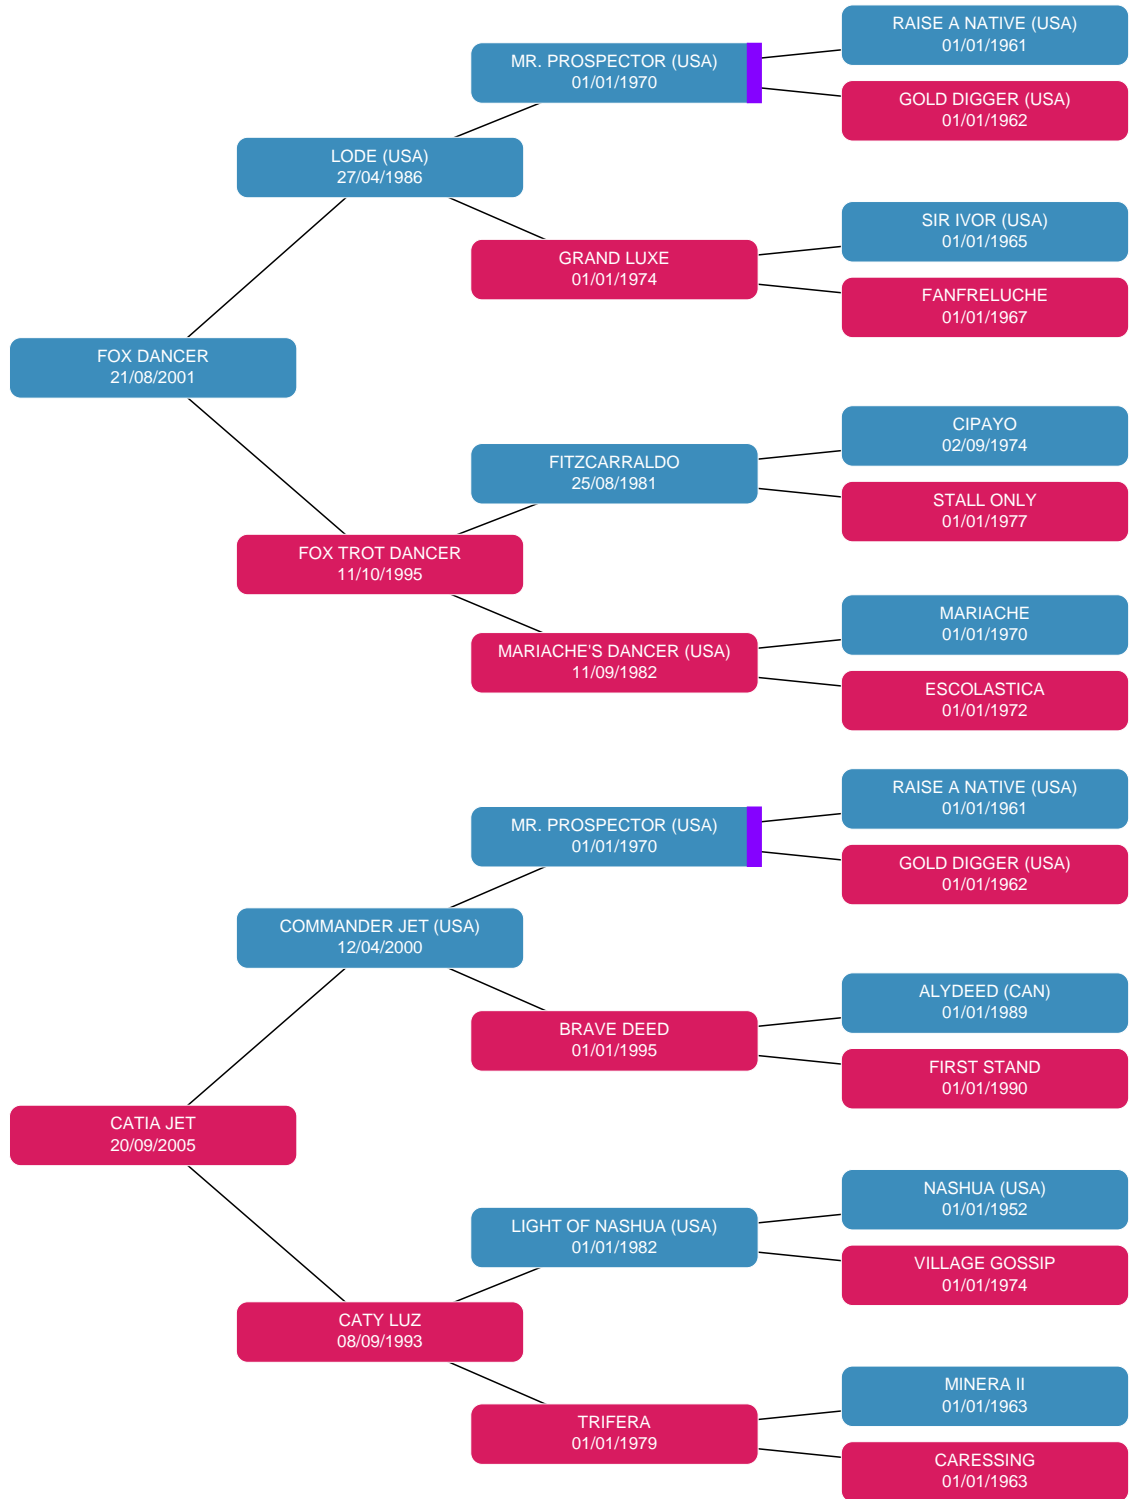 RAISE A NATIVE (USA)
01/01/1961
MR. PROSPECTOR (USA)
01/01/1970
GOLD DIGGER (USA)
01/01/1962
LODE (USA)
27/04/1986
SIR IVOR (USA)
01/01/1965
GRAND LUXE
01/01/1974
FANFRELUCHE
01/01/1967
FOX DANCER
21/08/2001
CIPAYO
02/09/1974
FITZCARRALDO
25/08/1981
STALL ONLY
01/01/1977
FOX TROT DANCER
11/10/1995
MARIACHE
01/01/1970
MARIACHE'S DANCER (USA)
11/09/1982
ESCOLASTICA
01/01/1972
RAISE A NATIVE (USA)
01/01/1961
MR. PROSPECTOR (USA)
01/01/1970
GOLD DIGGER (USA)
01/01/1962
COMMANDER JET (USA)
12/04/2000
ALYDEED (CAN)
01/01/1989
BRAVE DEED
01/01/1995
FIRST STAND
01/01/1990
CATIA JET
20/09/2005
NASHUA (USA)
01/01/1952
LIGHT OF NASHUA (USA)
01/01/1982
VILLAGE GOSSIP
01/01/1974
CATY LUZ
08/09/1993
MINERA II
01/01/1963
TRIFERA
01/01/1979
CARESSING
01/01/1963